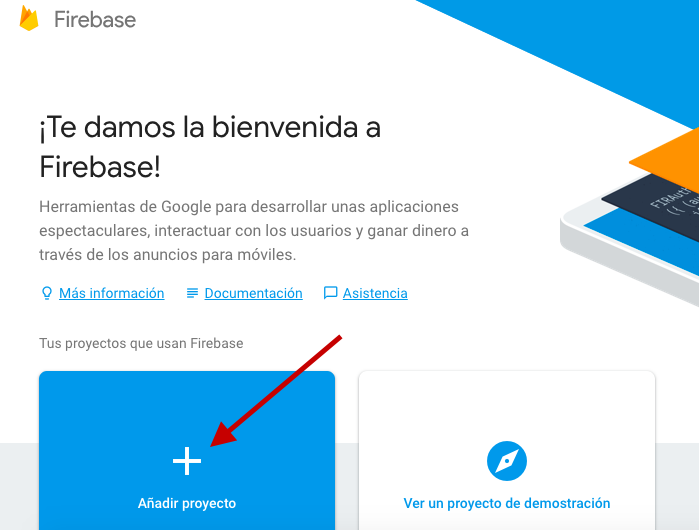 Firebase
¡Te damos la bienvenida a
Firebase!
Herramientas de Google para desarrollar unas aplicaciones
espectaculares, interactuar con los usuarios y ganar dinero a
través de los anuncios para móviles.
Más información Documentación Asistencia
Tus proyectos que usan Firebase
Añadir proyecto Ver un proyecto de demostración